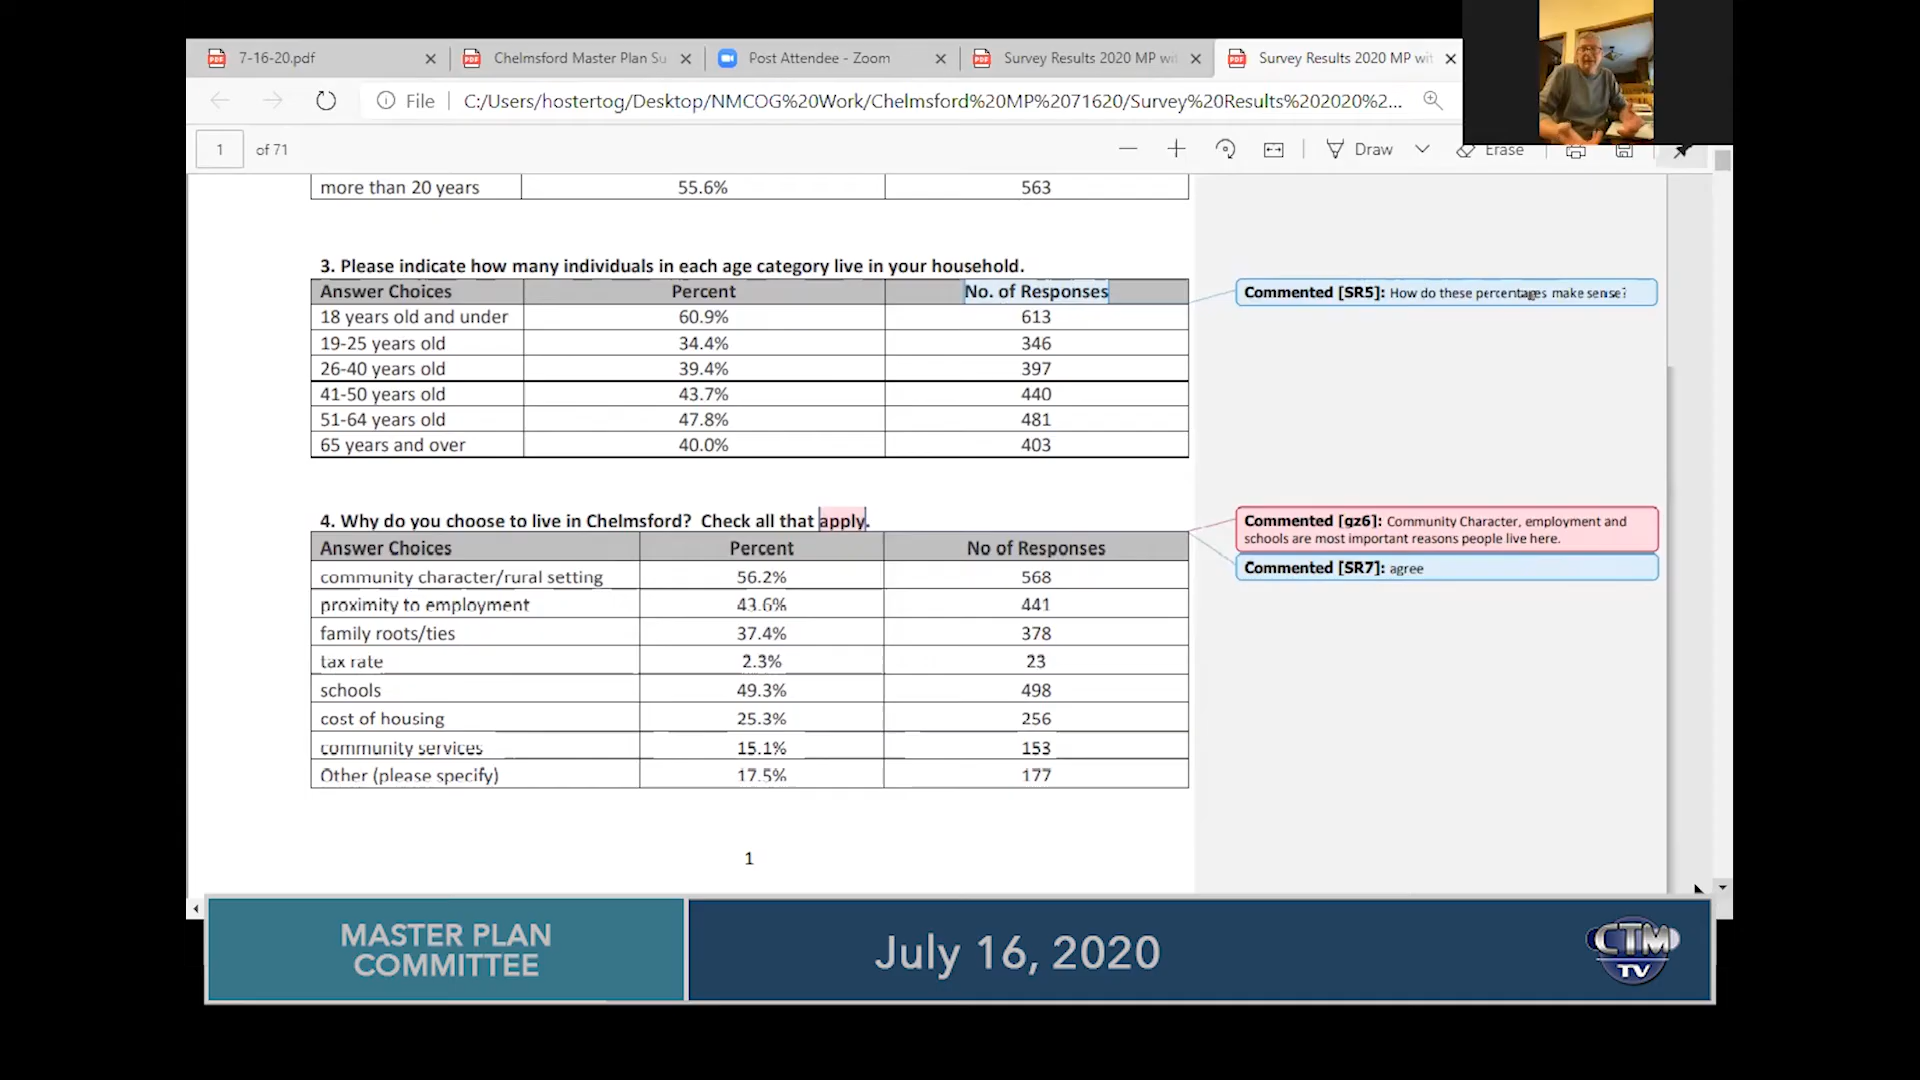 7-16-20.pdf
Chelmsford Master Plan Su
Post Attendee - Zoom
Survey Results 2020 MP wi
Survey Results 2020 MP wit
File
C:/Users/hostertog/Desktop/NMCOG%20Work/Chelmsford%20MP%2071620/Survey%20Results%202020%2...
1 of 71
Draw
Erase
more than 20 years 55.6% 563
3. Please indicate how many individuals in each age category live in your household.
Answer Choices Percent No. of Responses
18 years old and under 60.9% 613
19-25 years old 34.4% 346
26-40 years old 39.4% 397
41-50 years old 43.7% 440
51-64 years old 47.8% 481
65 years and over 40.0% 403
Commented [SR5]: How do these percentages make sense?
4. Why do you choose to live in Chelmsford? Check all that apply.
Answer Choices Percent No of Responses
community character/rural setting 56.2% 568
proximity to employment 43.6% 441
family roots/ties 37.4% 378
tax rate 2.3% 23
schools 49.3% 498
cost of housing 25.3% 256
community services 15.1% 153
Other (please specify) 17.5% 177
Commented [gz6]: Community Character, employment and
schools are most important reasons people live here.
Commented [SR7]: agree
1
MASTER PLAN
COMMITTEE
July 16, 2020
CTM
TV